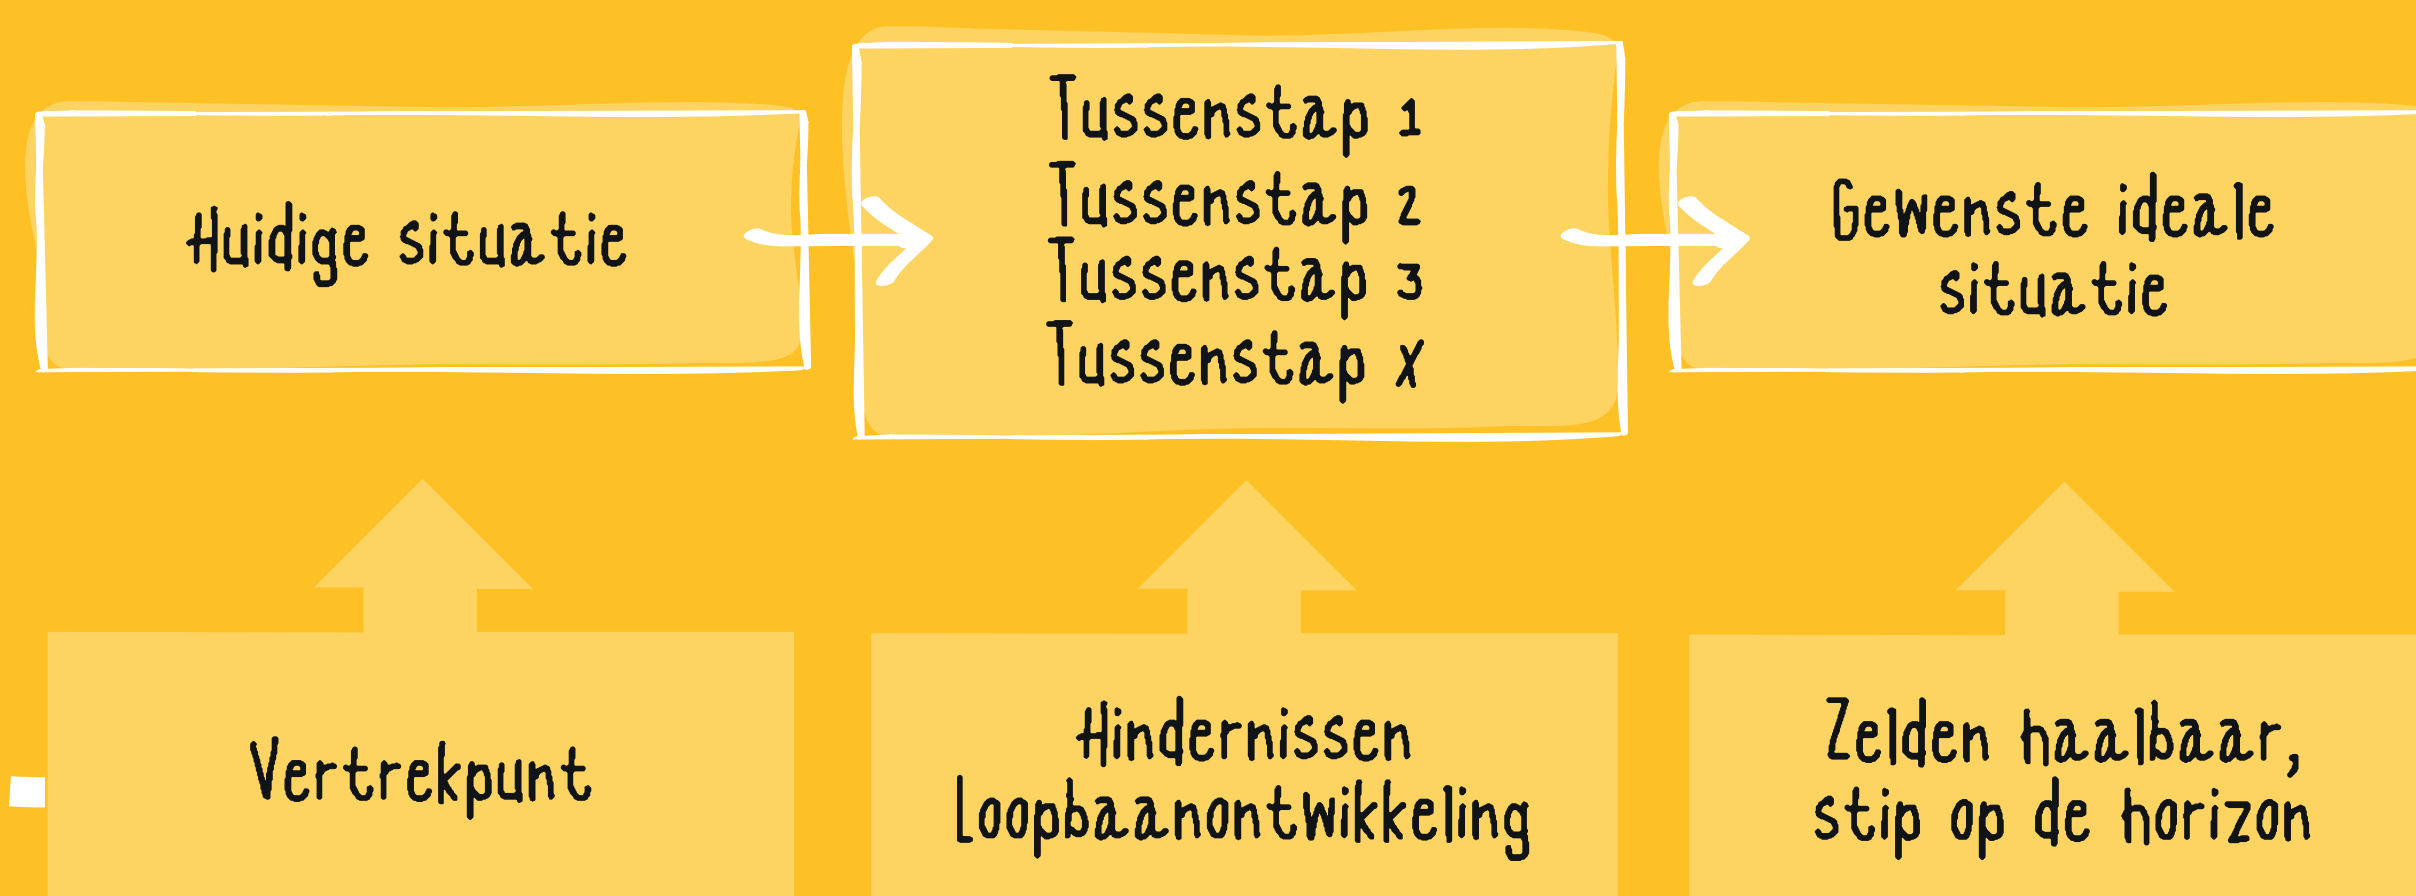 Huidige situatie
Tussenstap 1
Tussenstap 2
Tussenstap 3
Tussenstap X
Gewenste ideale
situatie
Vertrekpunt
Hindernissen
Loopbaanontwikkeling
Zelden haalbaar,
stip op de horizon